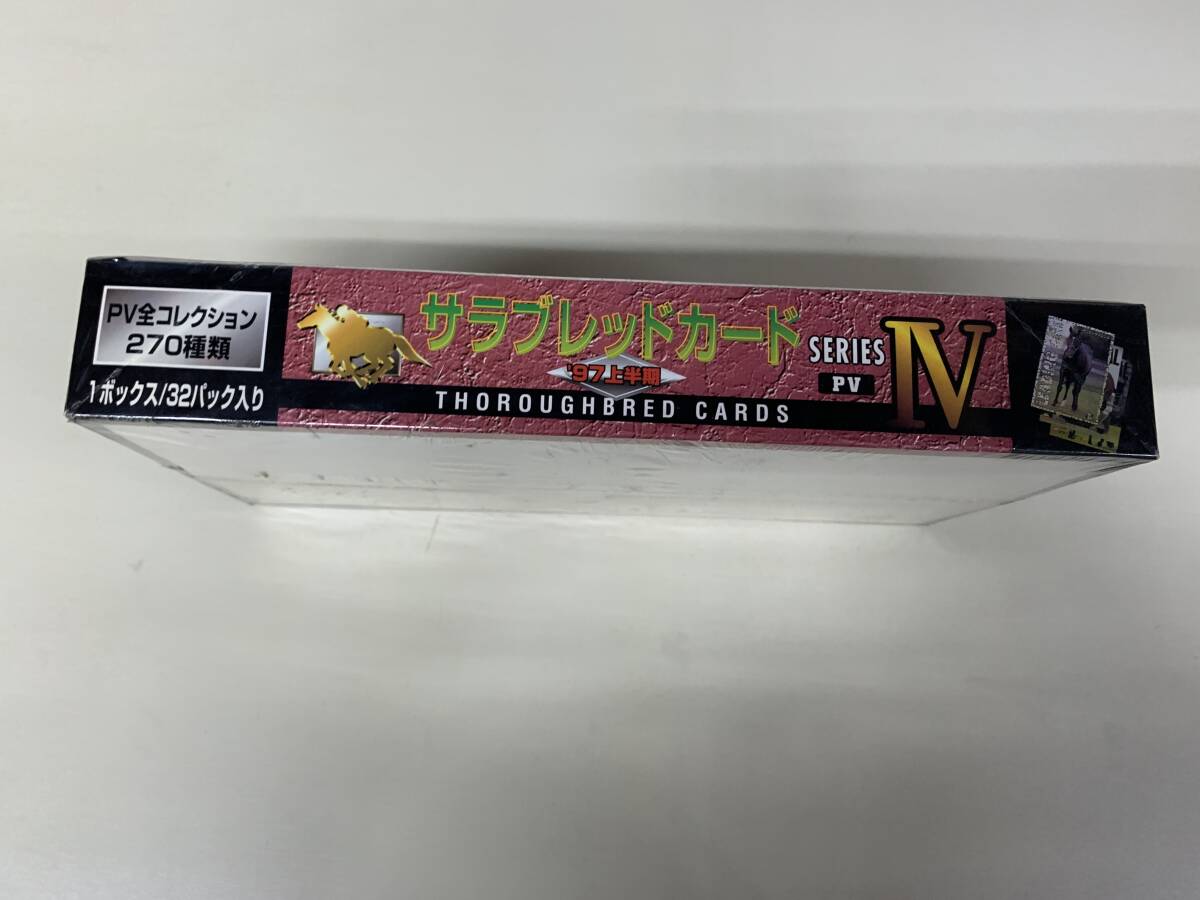 PV全コレクション
270種類
1ボックス/32パック入り
サラブレッドカード
'97上半期
THOROUGHBRED CARDS
SERIES
PV
IV